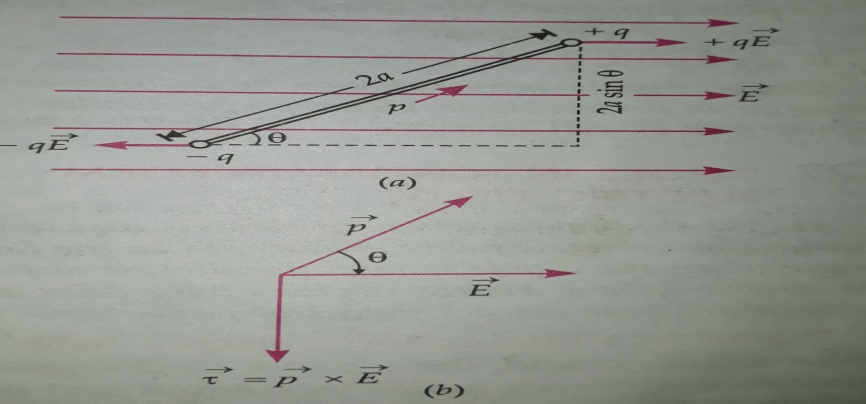 + q
+ qE⃗
2a
2a sin θ
E⃗
p
– qE⃗
θ
– q
(a)
p⃗
θ
E⃗
τ⃗ = p⃗ × E⃗
(b)